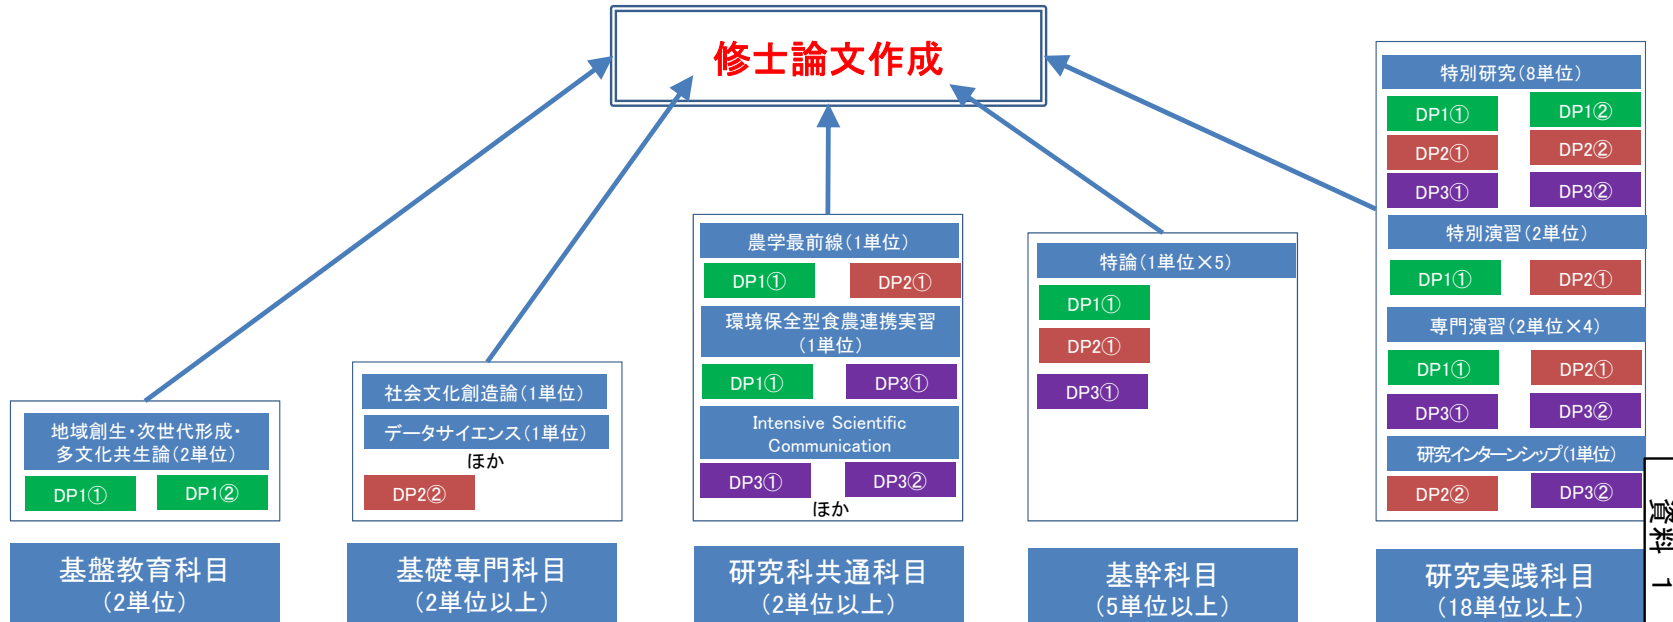 修士論文作成
地域創生・次世代形成・
多文化共生論(2単位)
DP1①
DP1②
基盤教育科目
(2単位)
社会文化創造論(1単位)
データサイエンス(1単位)
ほか
DP2②
基礎専門科目
(2単位以上)
農学最前線(1単位)
DP1①
DP2①
環境保全型食農連携実習
(1単位)
DP1①
DP3①
Intensive Scientific
Communication
DP3①
DP3②
ほか
研究科共通科目
(2単位以上)
特論(1単位×5)
DP1①
DP2①
DP3①
基幹科目
(5単位以上)
特別研究(8単位)
DP1①
DP1②
DP2①
DP2②
DP3①
DP3②
特別演習(2単位)
DP1①
DP2①
専門演習(2単位×4)
DP1①
DP2①
DP3①
DP3②
研究インターンシップ(1単位)
DP2②
DP3②
研究実践科目
(18単位以上)
資料 1